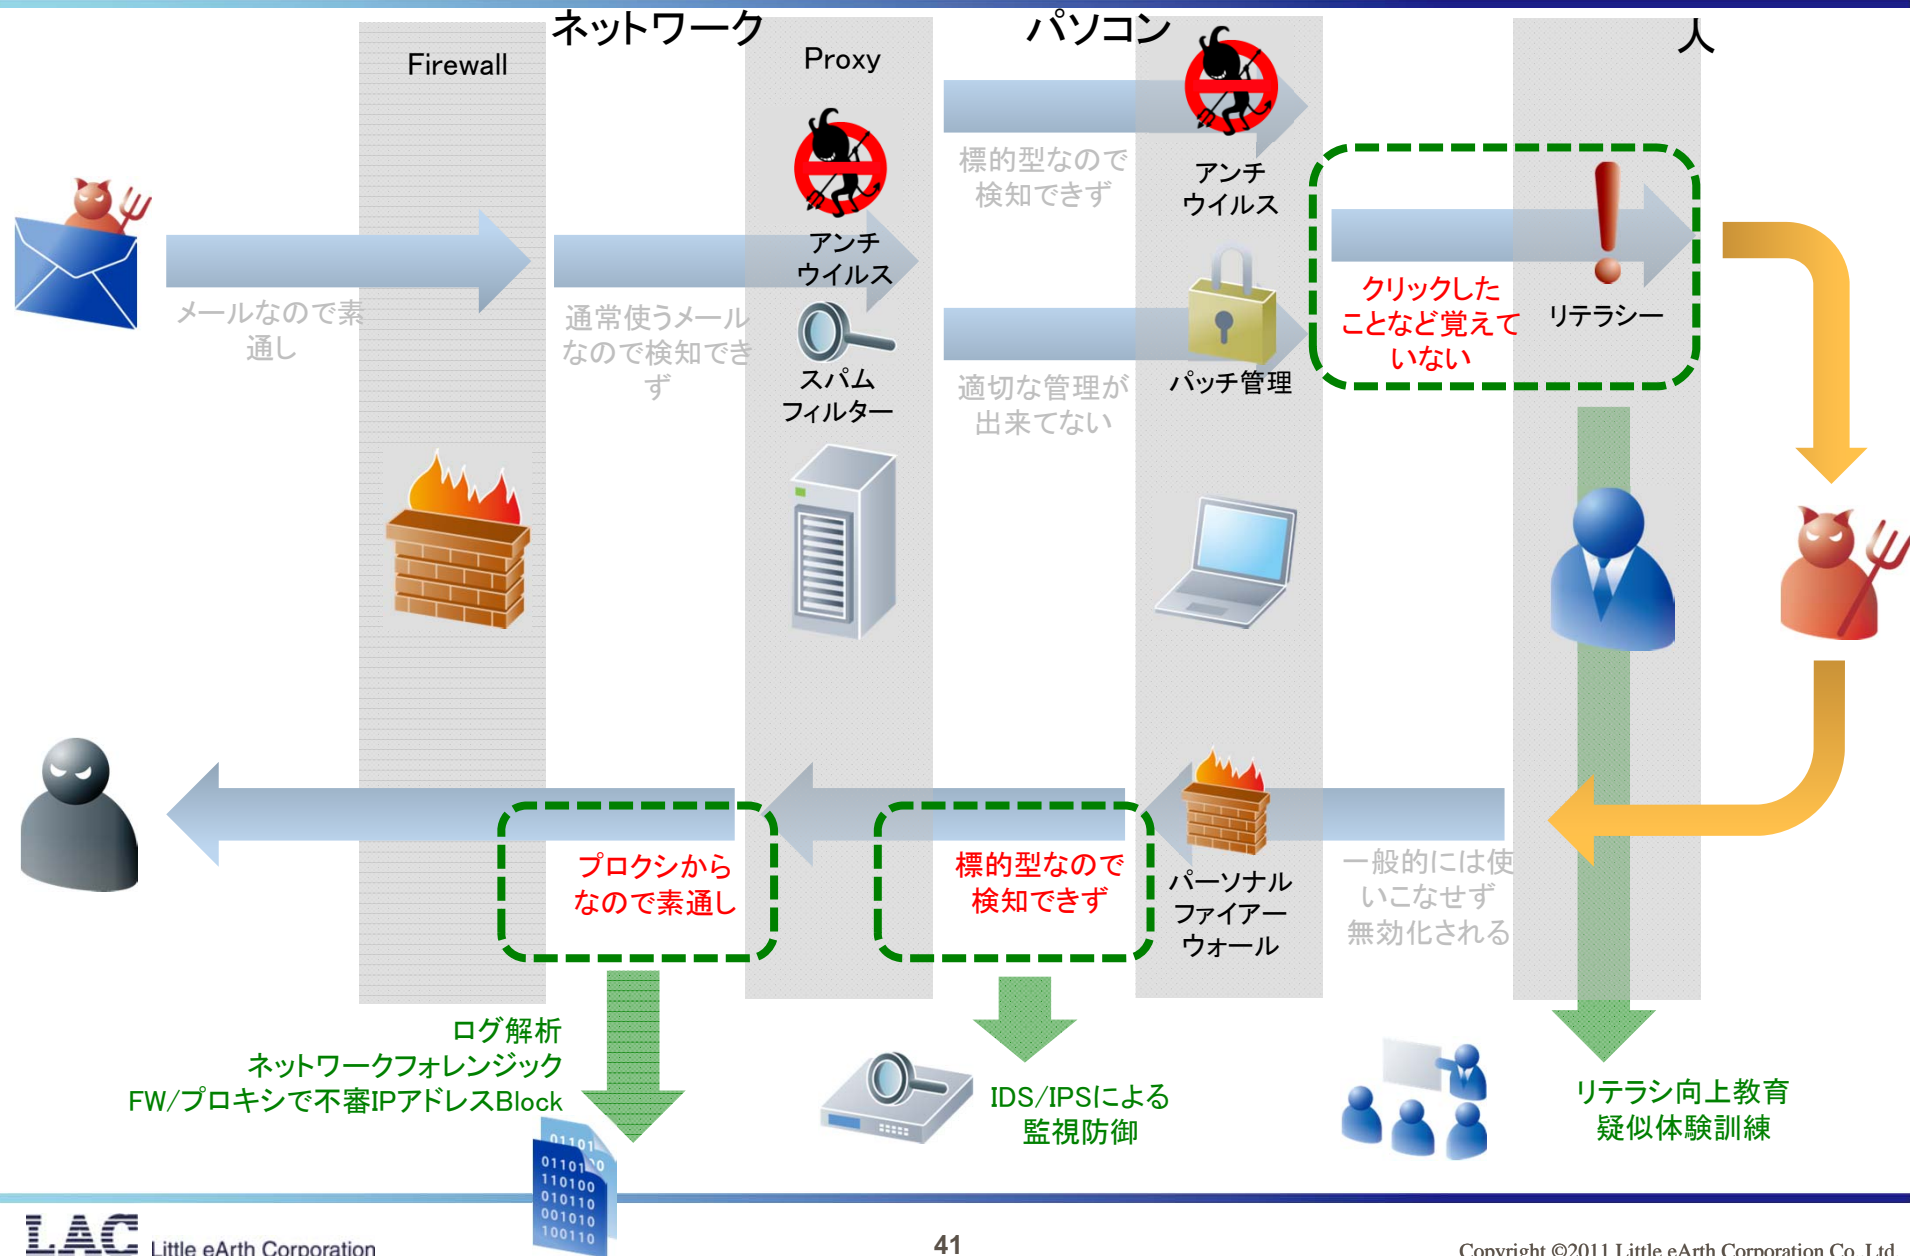 ネットワーク
パソコン
人
Firewall
Proxy
アンチ
ウイルス
スパム
フィルター
アンチ
ウイルス
パッチ管理
リテラシー
メールなので素
通し
通常使うメール
なので検知でき
ず
標的型なので
検知できず
適切な管理が
出来てない
クリックした
ことなど覚えて
いない
プロクシから
なので素通し
標的型なので
検知できず
パーソナル
ファイアー
ウォール
一般的には使
いこなせず
無効化される
ログ解析
ネットワークフォレンジック
FW/プロキシで不審IPアドレスBlock
IDS/IPSによる
監視防御
リテラシ向上教育
疑似体験訓練
01101
0110100
110100
010110
001010
100110
LAC Little eArth Corporation
41
Copyright ©2011 Little eArth Corporation Co. Ltd